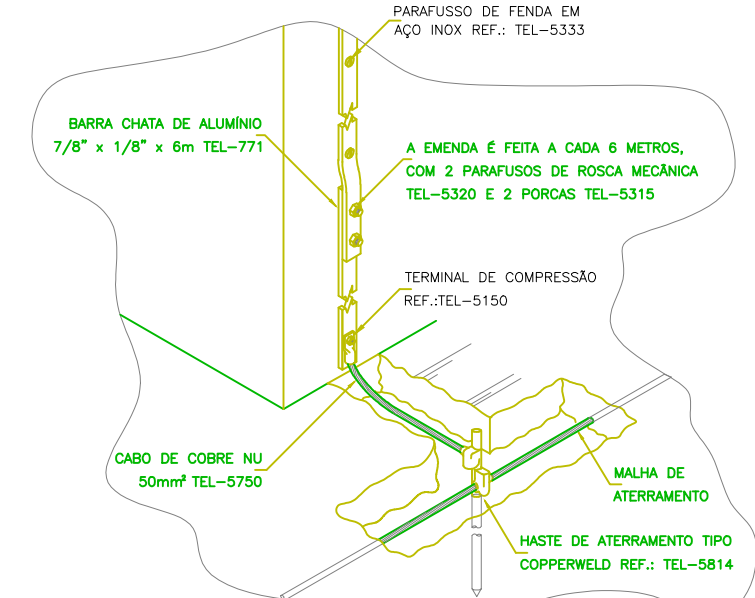 PARAFUSSO DE FENDA EM
AÇO INOX REF.: TEL-5333
BARRA CHATA DE ALUMÍNIO
7/8" x 1/8" x 6m TEL-771
A EMENDA É FEITA A CADA 6 METROS,
COM 2 PARAFUSOS DE ROSCA MECÂNICA
TEL-5320 E 2 PORCAS TEL-5315
TERMINAL DE COMPRESSÃO
REF.:TEL-5150
CABO DE COBRE NU
50mm² TEL-5750
MALHA DE
ATERRAMENTO
HASTE DE ATERRAMENTO TIPO
COPPERWELD REF.: TEL-5814